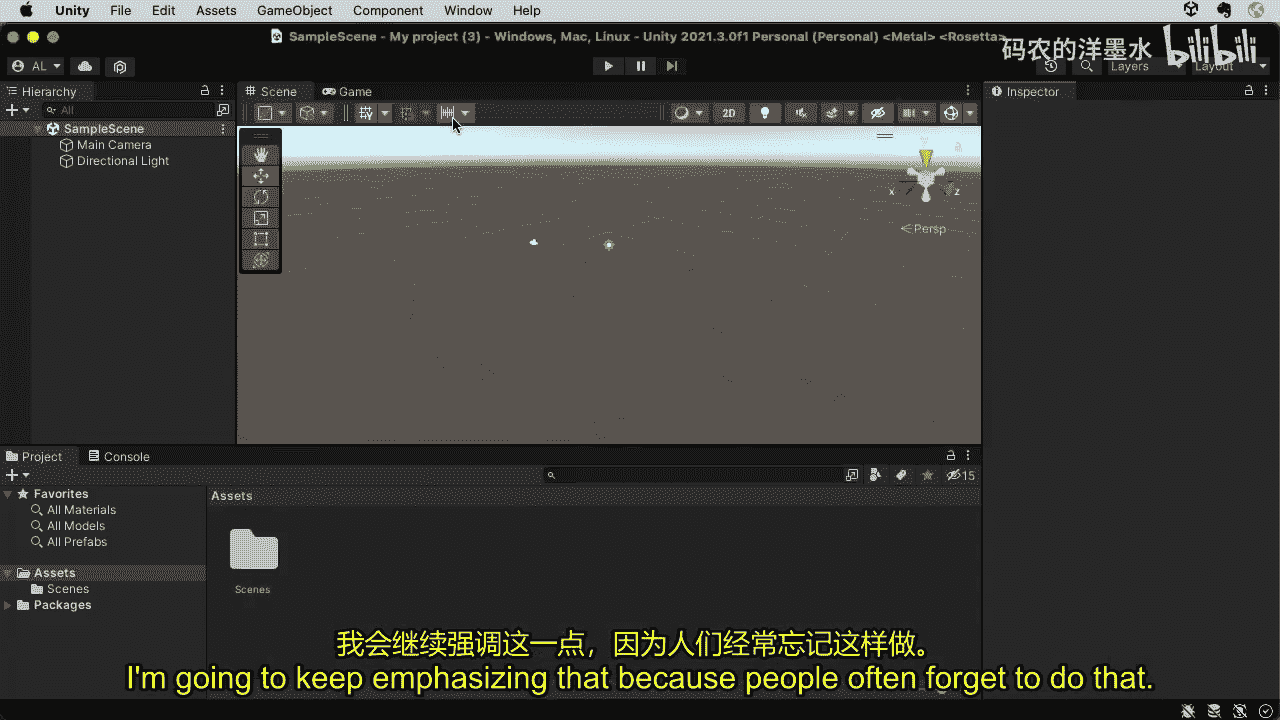 Unity File Edit Assets GameObject Component Window Help
SampleScene - My project (3) - Windows, Mac, Linux - Unity 2021.3.0f1 Personal (Personal) <Metal> <Rosetta>
码农的洋墨水 bilibili
AL Layers Layout
Hierarchy Scene Game Inspector
All 2D
SampleScene
Main Camera
Directional Light
x z
Persp
Project Console
15
Favorites Assets
All Materials
All Models
All Prefabs
Assets
Scenes Scenes
Packages
我会继续强调这一点，因为人们经常忘记这样做。
I'm going to keep emphasizing that because people often forget to do that.